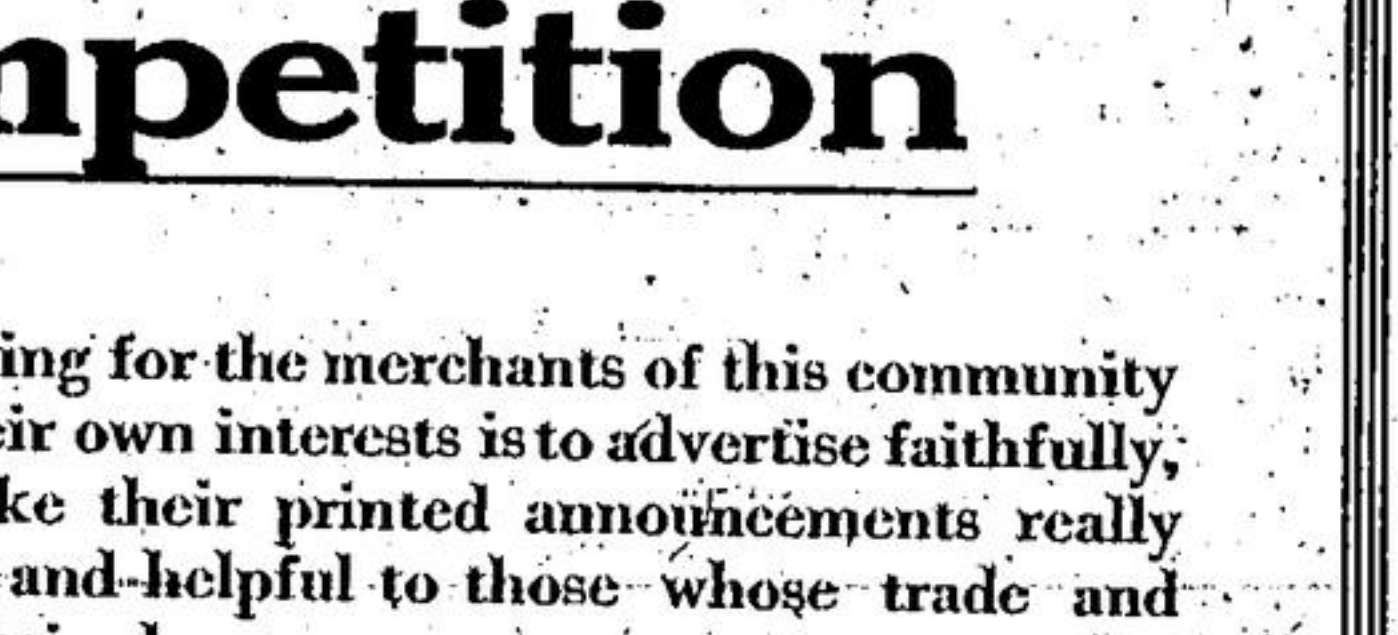 mpetition
ing for the merchants of this community
eir own interests is to advertise faithfully,
ke their printed announcements really
and helpful to those whose trade and